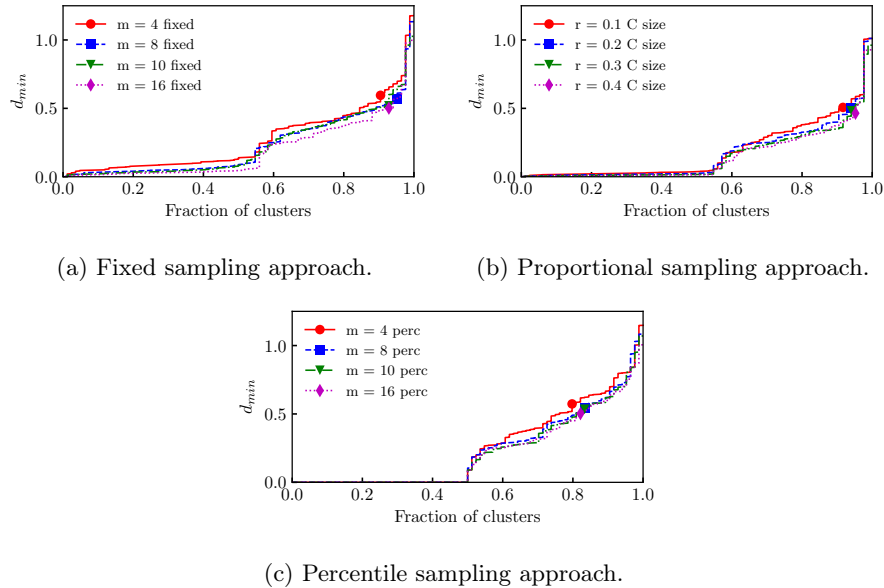 m = 4 fixed
m = 8 fixed
m = 10 fixed
m = 16 fixed
1.0
0.5
0.0
d_min
0.0 0.2 0.4 0.6 0.8 1.0
Fraction of clusters
(a) Fixed sampling approach.
r = 0.1 C size
r = 0.2 C size
r = 0.3 C size
r = 0.4 C size
1.0
0.5
0.0
d_min
0.0 0.2 0.4 0.6 0.8 1.0
Fraction of clusters
(b) Proportional sampling approach.
m = 4 perc
m = 8 perc
m = 10 perc
m = 16 perc
1.0
0.5
0.0
d_min
0.0 0.2 0.4 0.6 0.8 1.0
Fraction of clusters
(c) Percentile sampling approach.